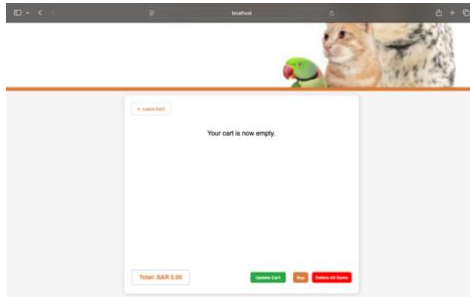 localhost
← Leave Cart
Your cart is now empty.
Total: SAR 0.00
Update Cart
Buy
Delete All Items